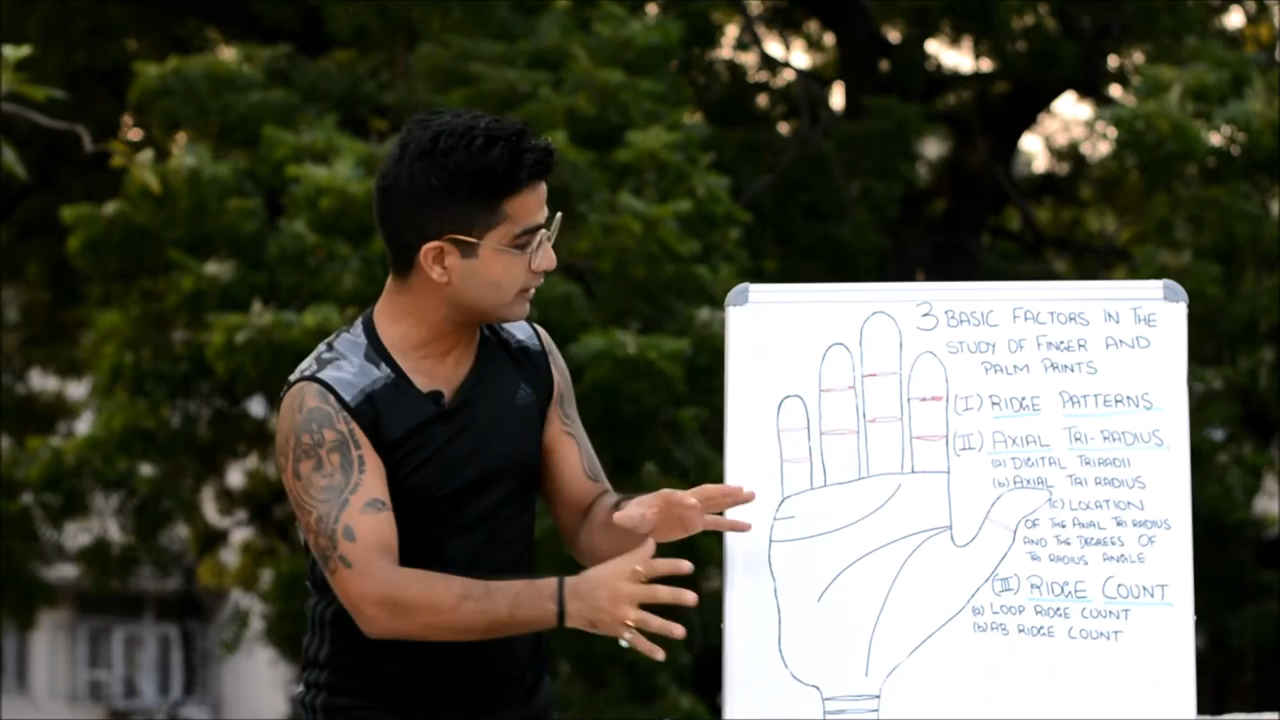 3 BASIC FACTORS IN THE
STUDY OF FINGER AND
PALM PRINTS
(I) RIDGE PATTERNS
(II) AXIAL TRI-RADIUS
(a) DIGITAL TRIRADII
(b) AXIAL TRI RADIUS
(c) LOCATION
OF THE AXIAL TRI RADIUS
AND THE DEGREES OF
TRI RADIUS ANGLE
(III) RIDGE COUNT
(a) LOOP RIDGE COUNT
(b) AB RIDGE COUNT